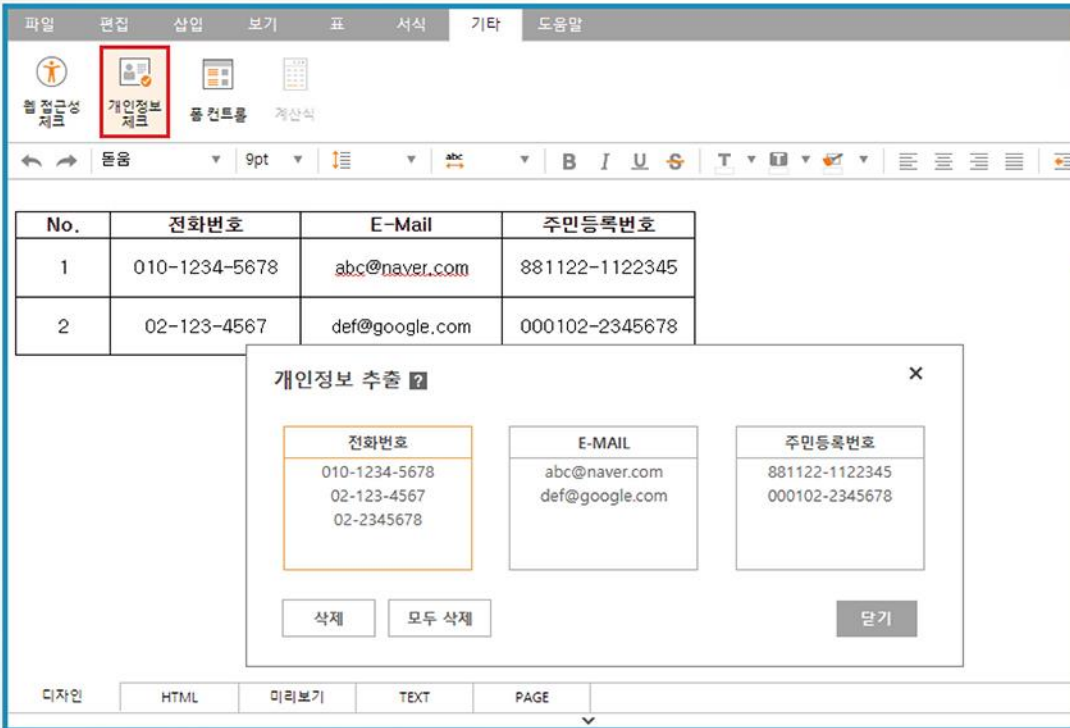 파일 편집 삽입 보기 표 서식 기타 도움말
웹 접근성 체크 개인정보 체크 폼 컨트롤 계산식
돋움 9pt abc B I U S T T
No. 전화번호 E-Mail 주민등록번호
1 010-1234-5678 abc@naver.com 881122-1122345
2 02-123-4567 def@google.com 000102-2345678
개인정보 추출 ? ×
전화번호 E-MAIL 주민등록번호
010-1234-5678 abc@naver.com 881122-1122345
02-123-4567 def@google.com 000102-2345678
02-2345678
삭제 모두 삭제 닫기
디자인 HTML 미리보기 TEXT PAGE